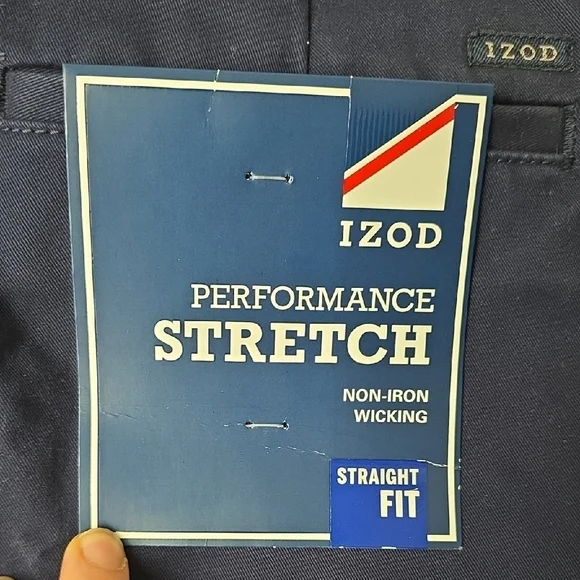 IZOD
IZOD
PERFORMANCE
STRETCH
NON-IRON
WICKING
STRAIGHT
FIT